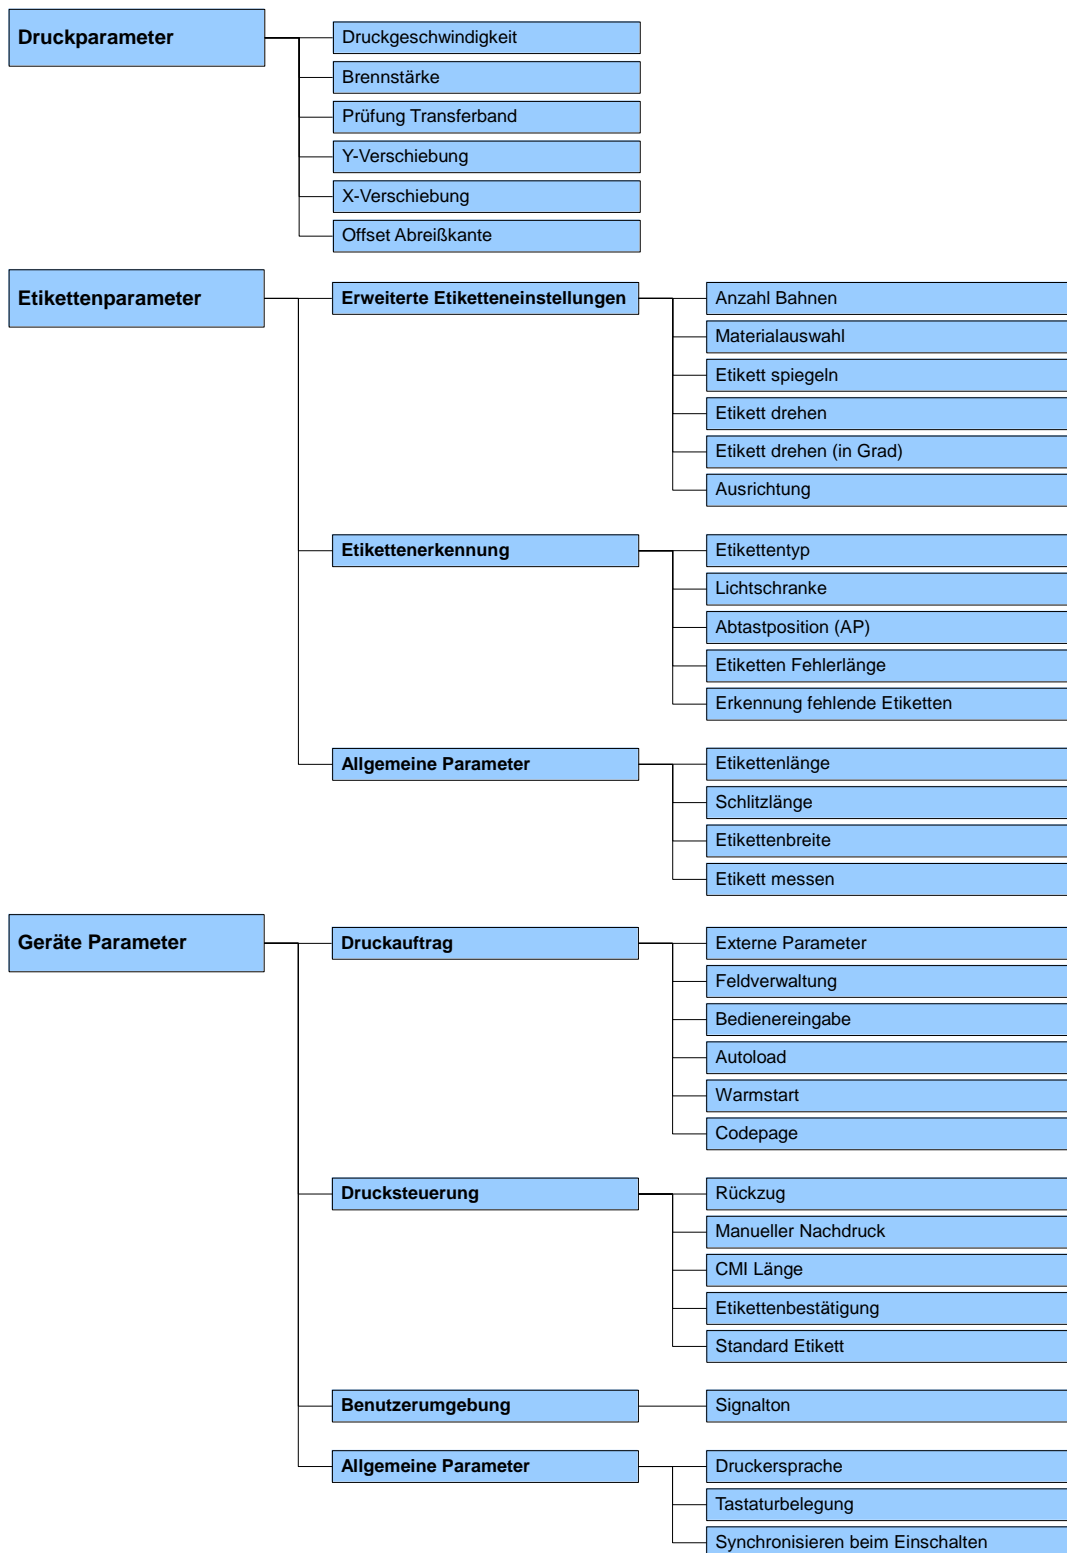 Druckparameter
Druckgeschwindigkeit
Brennstärke
Prüfung Transferband
Y-Verschiebung
X-Verschiebung
Offset Abreißkante
Etikettenparameter
Erweiterte Etiketteneinstellungen
Anzahl Bahnen
Materialauswahl
Etikett spiegeln
Etikett drehen
Etikett drehen (in Grad)
Ausrichtung
Etikettenerkennung
Etikettentyp
Lichtschranke
Abtastposition (AP)
Etiketten Fehlerlänge
Erkennung fehlende Etiketten
Allgemeine Parameter
Etikettenlänge
Schlitzlänge
Etikettenbreite
Etikett messen
Geräte Parameter
Druckauftrag
Externe Parameter
Feldverwaltung
Bedienereingabe
Autoload
Warmstart
Codepage
Drucksteuerung
Rückzug
Manueller Nachdruck
CMI Länge
Etikettenbestätigung
Standard Etikett
Benutzerumgebung
Signalton
Allgemeine Parameter
Druckersprache
Tastaturbelegung
Synchronisieren beim Einschalten